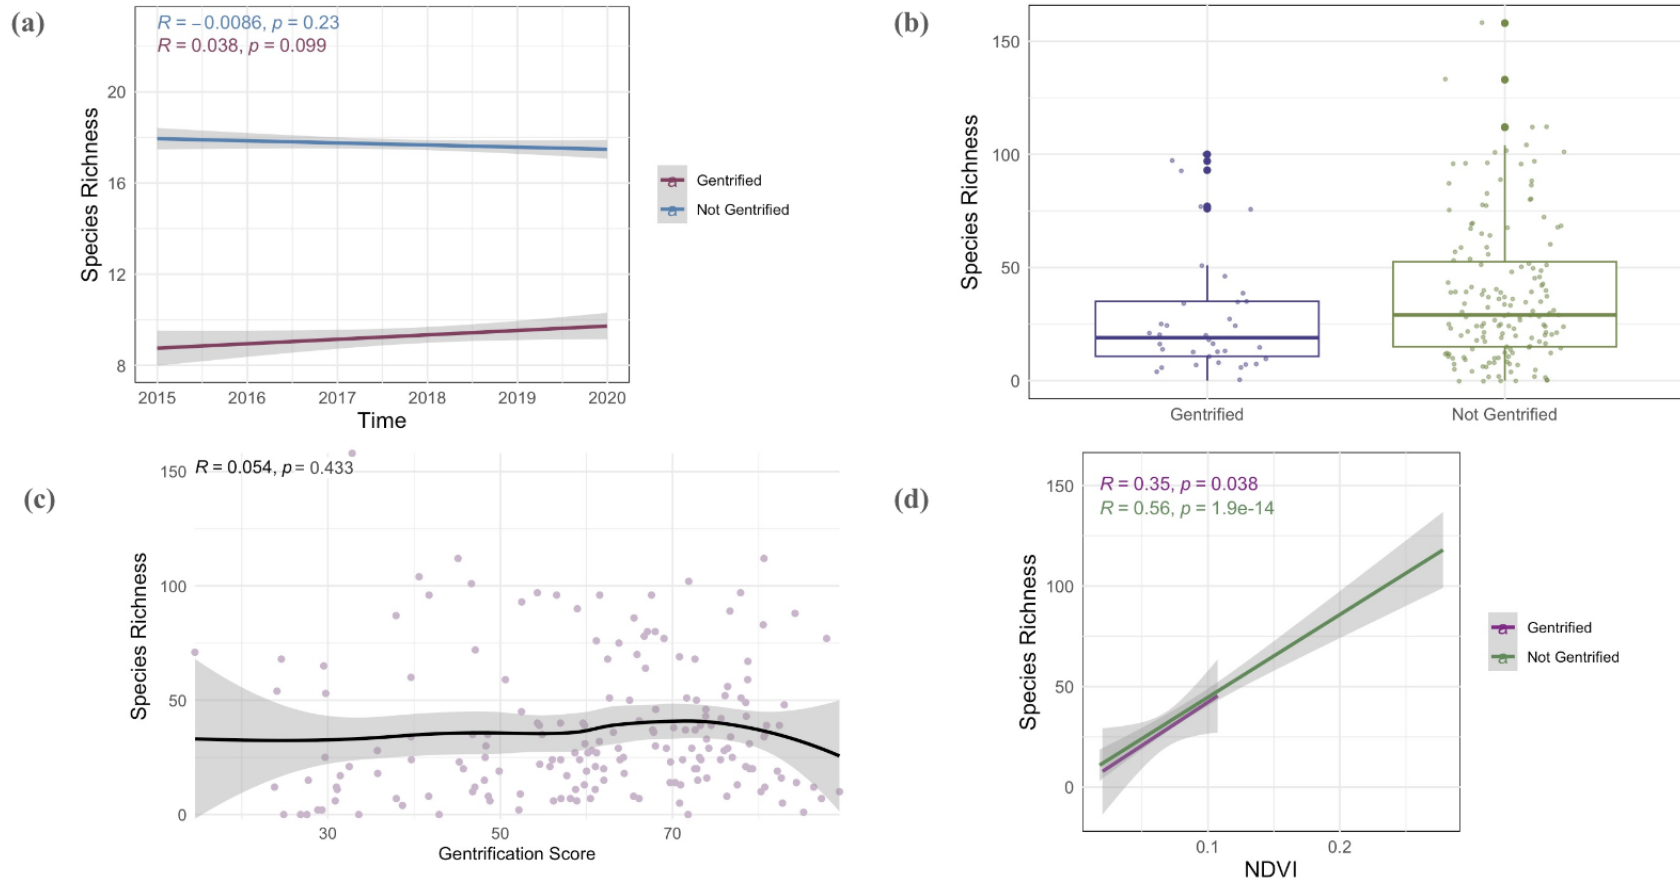 (a)
R = −0.0086, p = 0.23
R = 0.038, p = 0.099
Species Richness
20
16
12
8
2015 2016 2017 2018 2019 2020
Time
a Gentrified
a Not Gentrified
(b)
Species Richness
150
100
50
0
Gentrified Not Gentrified
(c)
R = 0.054, p = 0.433
Species Richness
150
100
50
0
30 50 70
Gentrification Score
(d)
R = 0.35, p = 0.038
R = 0.56, p = 1.9e-14
Species Richness
150
100
50
0
0.1 0.2
NDVI
a Gentrified
a Not Gentrified